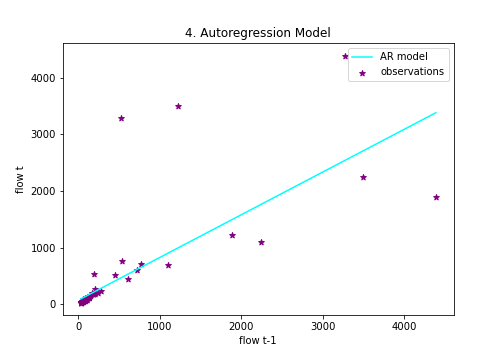 4. Autoregression Model
AR model
observations
flow t
4000
3000
2000
1000
0
0 1000 2000 3000 4000
flow t-1